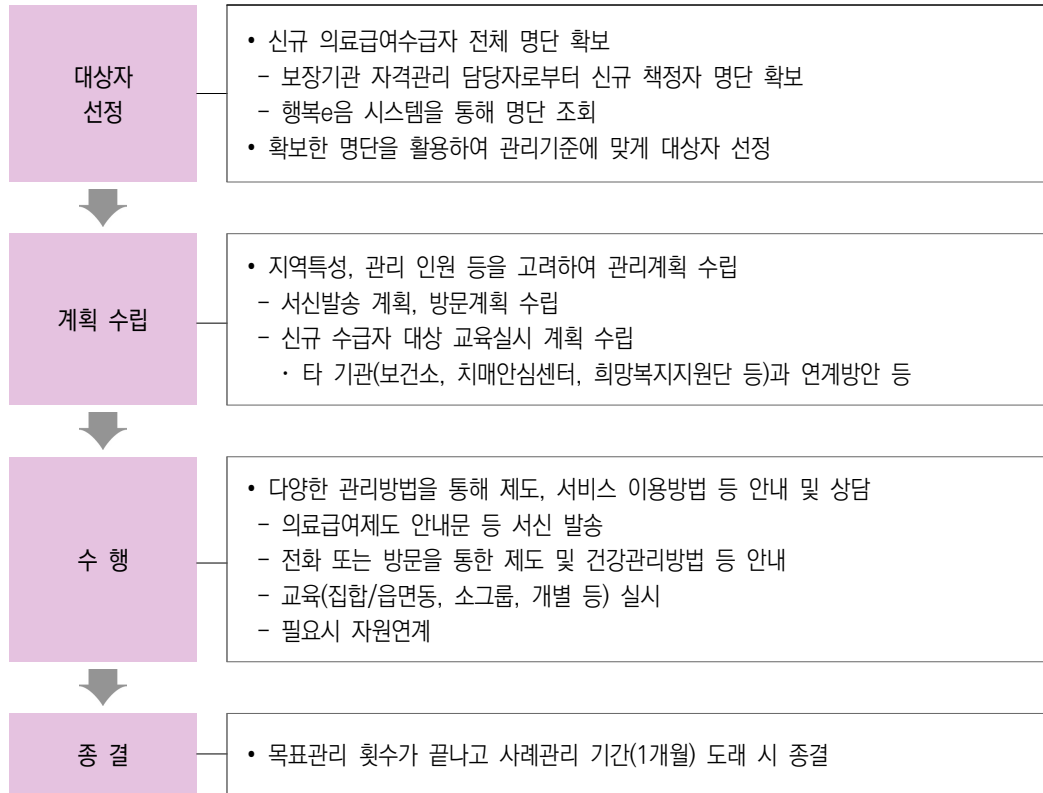 대상자
선정
• 신규 의료급여수급자 전체 명단 확보
- 보장기관 자격관리 담당자로부터 신규 책정자 명단 확보
- 행복e음 시스템을 통해 명단 조회
• 확보한 명단을 활용하여 관리기준에 맞게 대상자 선정
계획 수립
• 지역특성, 관리 인원 등을 고려하여 관리계획 수립
- 서신발송 계획, 방문계획 수립
- 신규 수급자 대상 교육실시 계획 수립
· 타 기관(보건소, 치매안심센터, 희망복지지원단 등)과 연계방안 등
수 행
• 다양한 관리방법을 통해 제도, 서비스 이용방법 등 안내 및 상담
- 의료급여제도 안내문 등 서신 발송
- 전화 또는 방문을 통한 제도 및 건강관리방법 등 안내
- 교육(집합/읍면동, 소그룹, 개별 등) 실시
- 필요시 자원연계
종 결
• 목표관리 횟수가 끝나고 사례관리 기간(1개월) 도래 시 종결